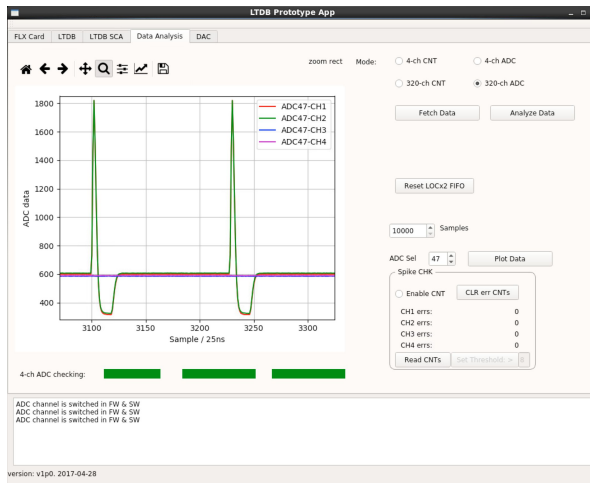 LTDB Prototype App
FLX Card LTDB LTDB SCA Data Analysis DAC
zoom rect Mode: 4-ch CNT 4-ch ADC
320-ch CNT 320-ch ADC
Fetch Data Analyze Data
Reset LOCx2 FIFO
10000 Samples
ADC Sel 47 Plot Data
Spike CHK
Enable CNT CLR err CNTs
CH1 errs: 0
CH2 errs: 0
CH3 errs: 0
CH4 errs: 0
Read CNTs Set Threshold: >
ADC47-CH1
ADC47-CH2
ADC47-CH3
ADC47-CH4
1800
1600
1400
1200
1000
800
600
400
ADC data
3100 3150 3200 3250 3300
Sample / 25ns
4-ch ADC checking:
ADC channel is switched in FW & SW
ADC channel is switched in FW & SW
ADC channel is switched in FW & SW
version: v1p0. 2017-04-28